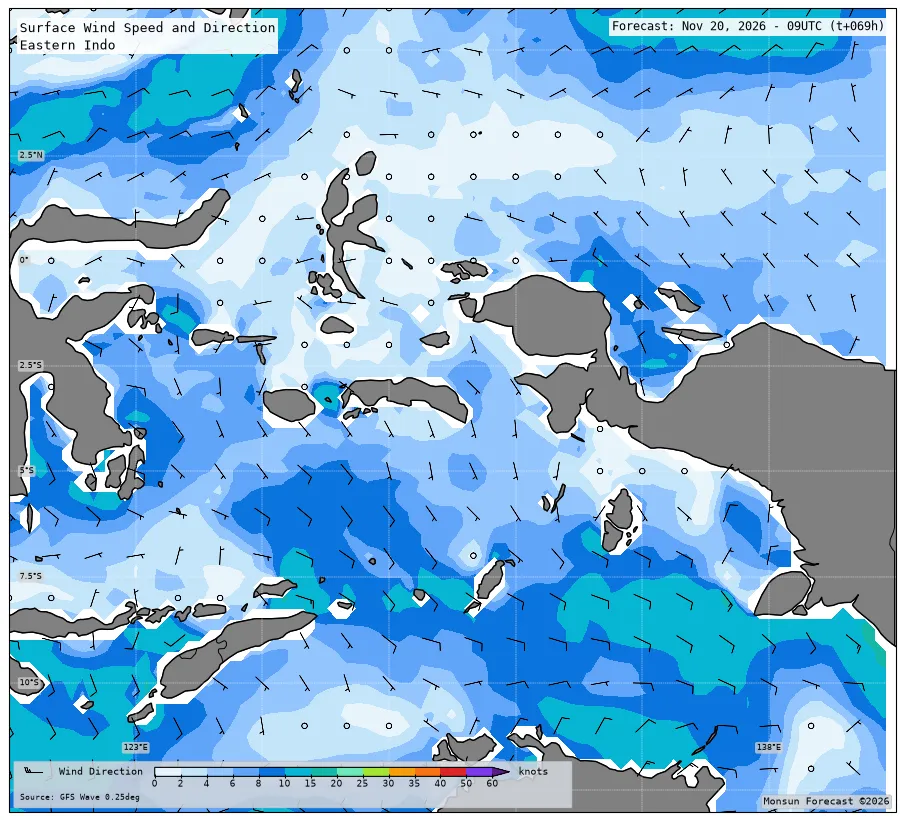 Surface Wind Speed and Direction
Eastern Indo
Forecast: Nov 20, 2026 - 09UTC (t+069h)
2.5°N
0°
2.5°S
5°S
7.5°S
10°S
123°E
138°E
Wind Direction
knots
0 2 4 6 8 10 15 20 25 30 35 40 50 60
Source: GFS Wave 0.25deg
Monsun Forecast ©2026